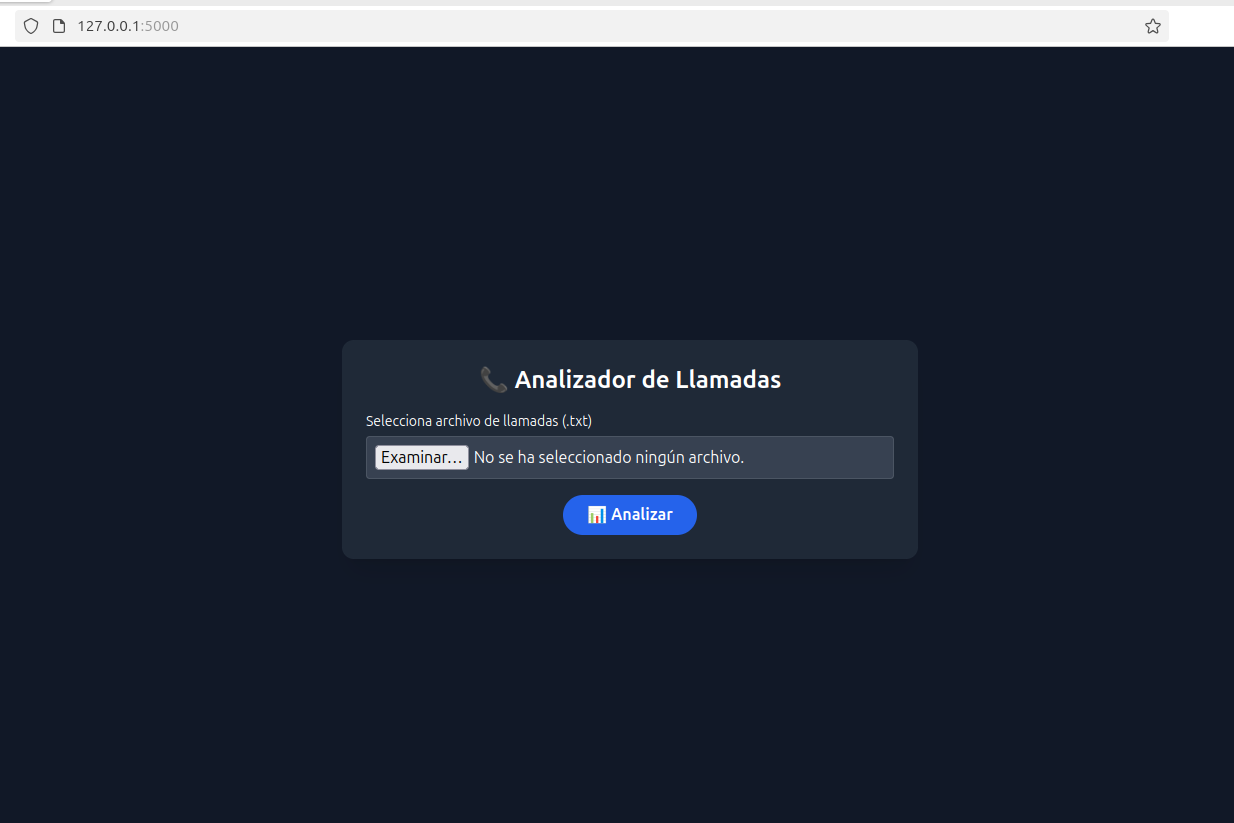 127.0.0.1:5000
📞 Analizador de Llamadas
Selecciona archivo de llamadas (.txt)
Examinar... No se ha seleccionado ningún archivo.
📊 Analizar